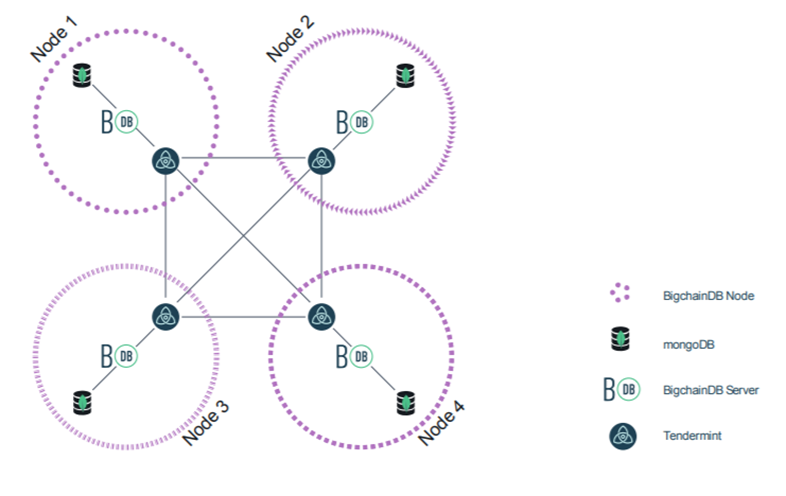 Node 1
Node 2
B DB
B DB
B DB
B DB
Node 3
Node 4
BigchainDB Node
mongoDB
B DB BigchainDB Server
Tendermint